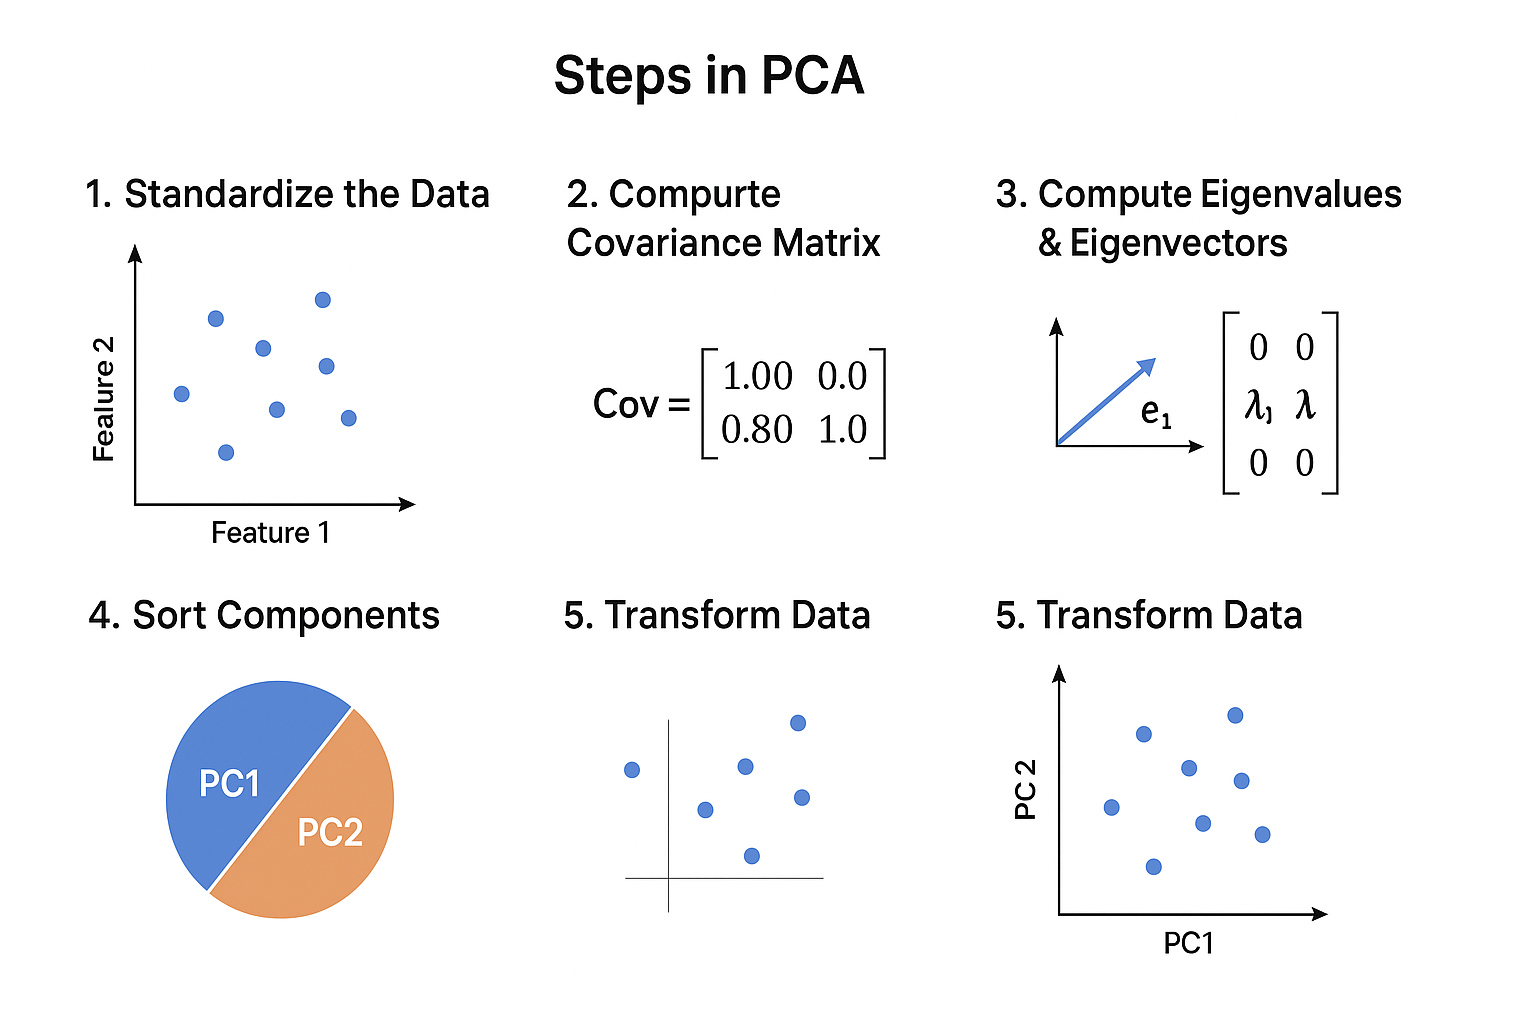 Steps in PCA
1. Standardize the Data
Fealure 2
Feature 1
2. Compurte
Covariance Matrix
Cov =
1.00 0.0
0.80 1.0
3. Compute Eigenvalues
& Eigenvectors
e₁
0 0
λ₁ λ
0 0
4. Sort Components
PC1
PC2
5. Transform Data
5. Transform Data
PC 2
PC1